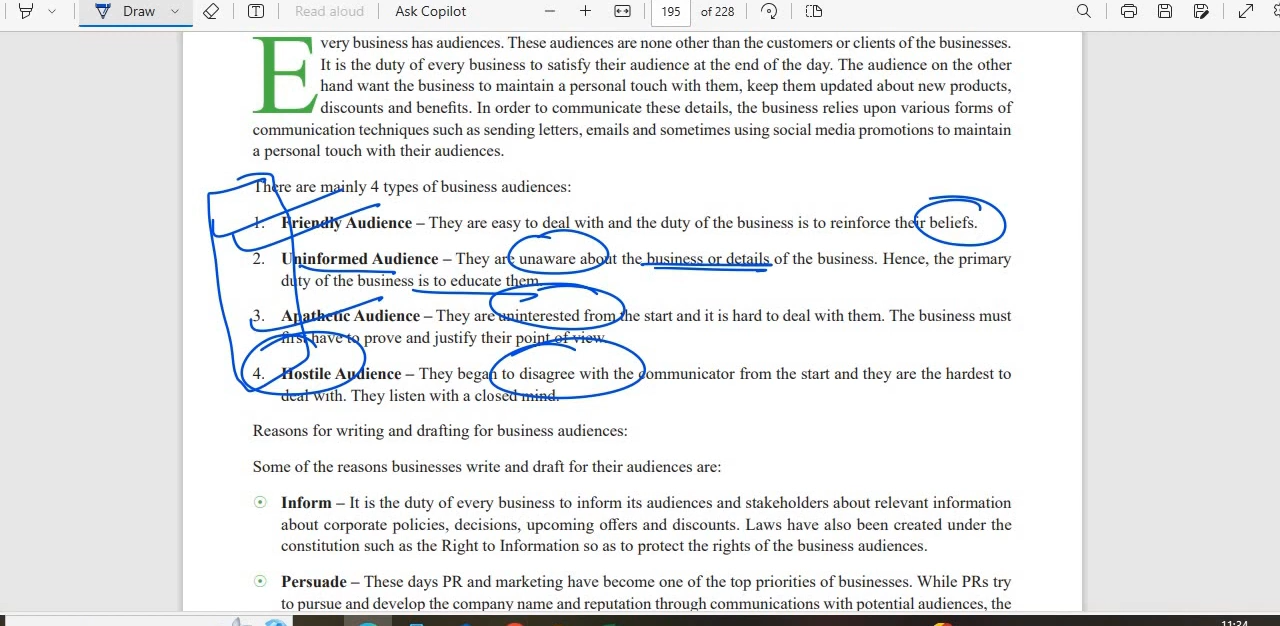 Draw
Read aloud
Ask Copilot
195 of 228
Every business has audiences. These audiences are none other than the customers or clients of the businesses.
It is the duty of every business to satisfy their audience at the end of the day. The audience on the other
hand want the business to maintain a personal touch with them, keep them updated about new products,
discounts and benefits. In order to communicate these details, the business relies upon various forms of
communication techniques such as sending letters, emails and sometimes using social media promotions to maintain
a personal touch with their audiences.
There are mainly 4 types of business audiences:
1. Friendly Audience – They are easy to deal with and the duty of the business is to reinforce their beliefs.
2. Uninformed Audience – They are unaware about the business or details of the business. Hence, the primary
duty of the business is to educate them.
3. Apathetic Audience – They are uninterested from the start and it is hard to deal with them. The business must
first have to prove and justify their point of view.
4. Hostile Audience – They began to disagree with the communicator from the start and they are the hardest to
deal with. They listen with a closed mind.
Reasons for writing and drafting for business audiences:
Some of the reasons businesses write and draft for their audiences are:
Inform – It is the duty of every business to inform its audiences and stakeholders about relevant information
about corporate policies, decisions, upcoming offers and discounts. Laws have also been created under the
constitution such as the Right to Information so as to protect the rights of the business audiences.
Persuade – These days PR and marketing have become one of the top priorities of businesses. While PRs try
to pursue and develop the company name and reputation through communications with potential audiences, the